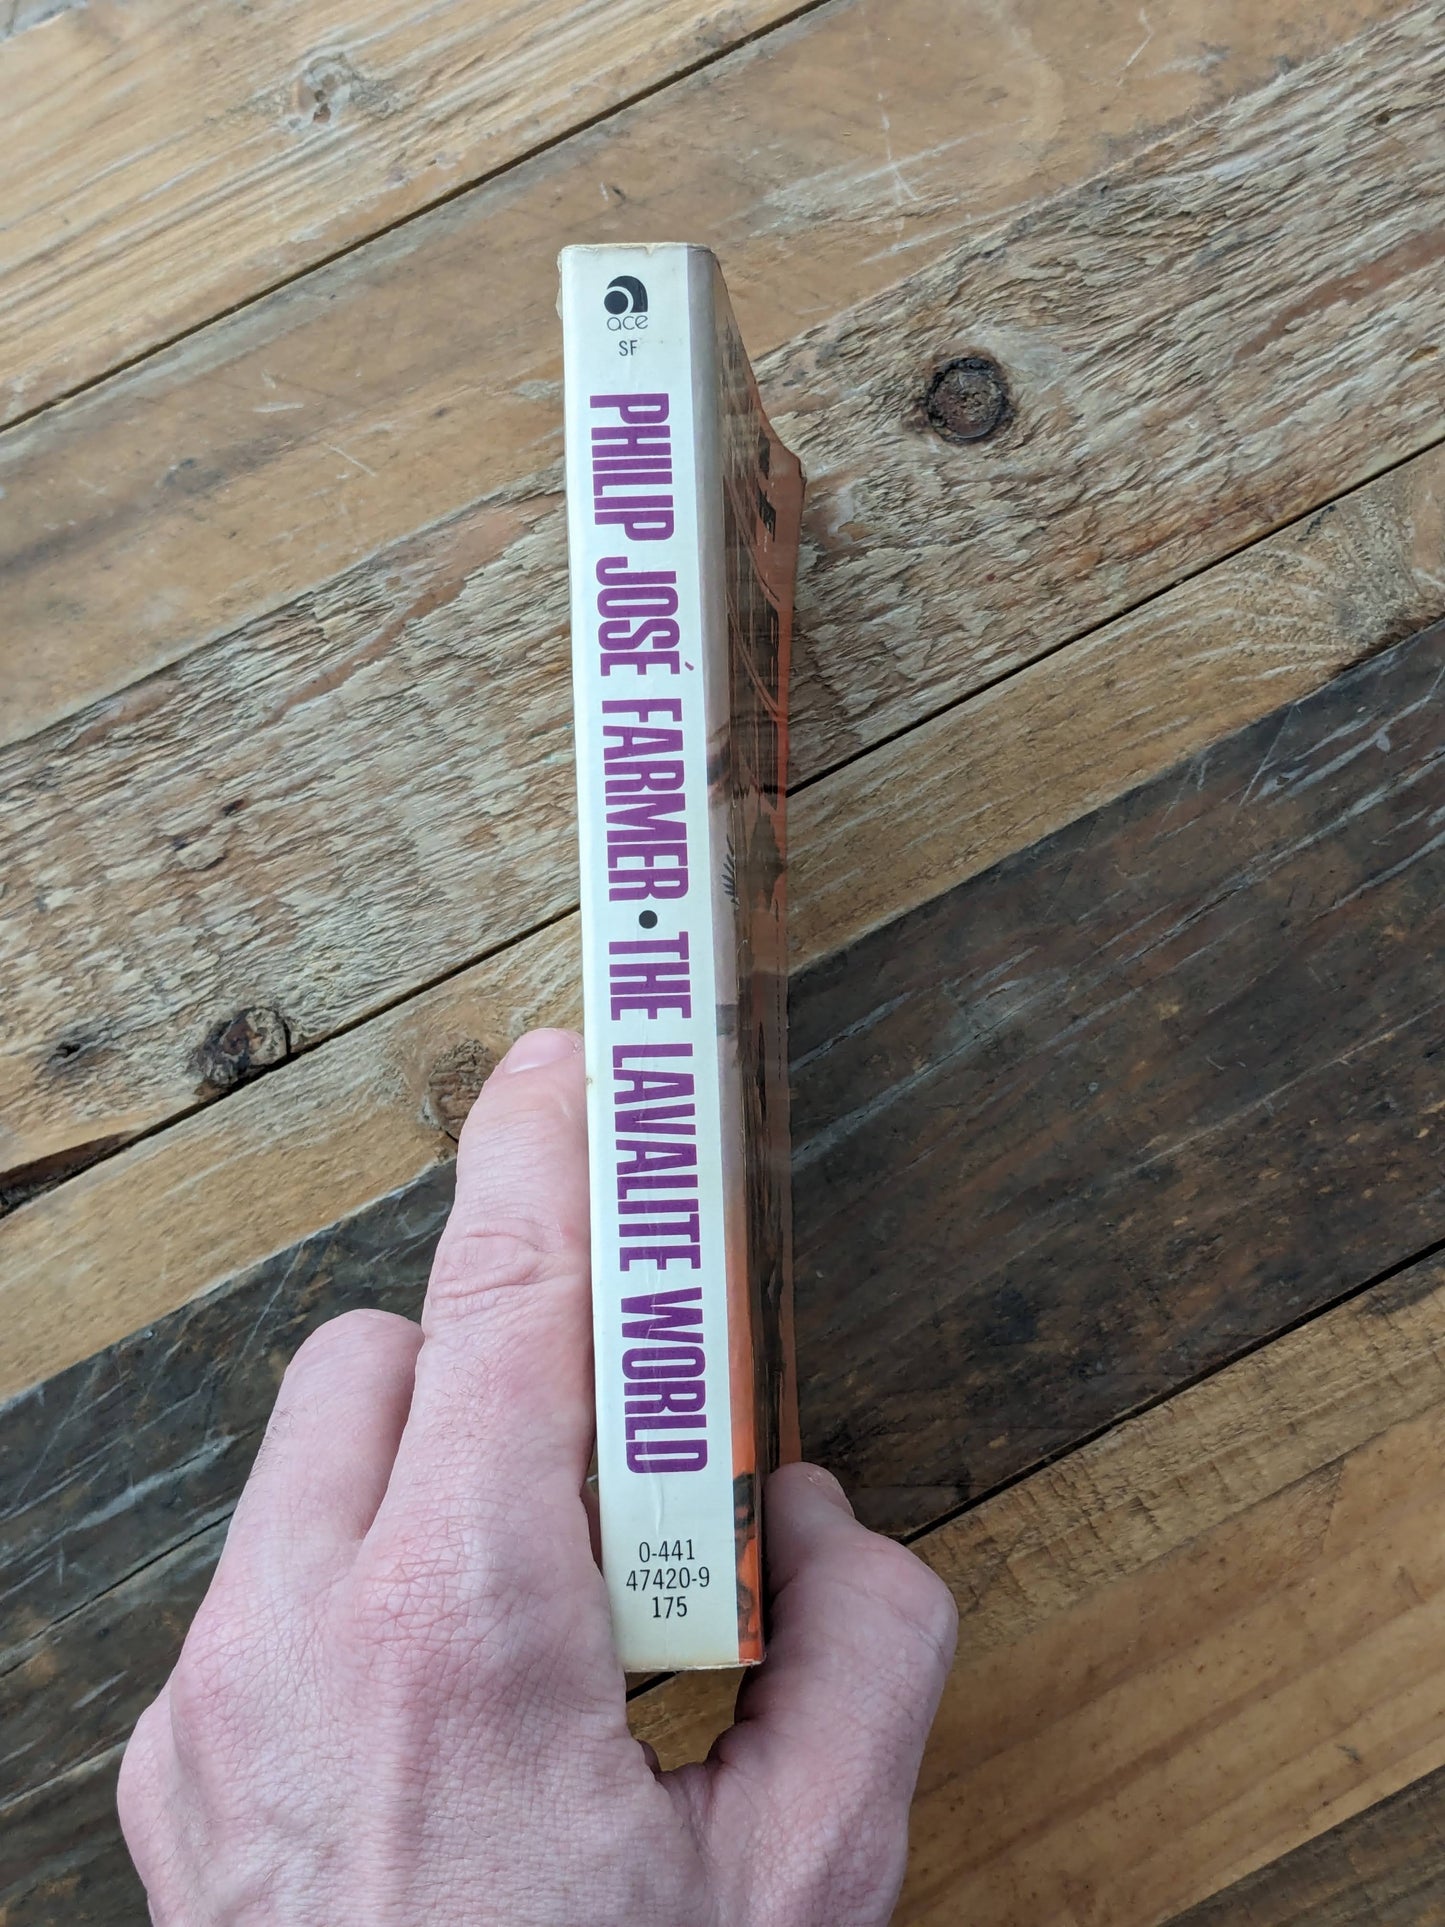 ace
SF
PHILIP JOSÉ FARMER • THE LAVALITE WORLD
0-441
47420-9
175